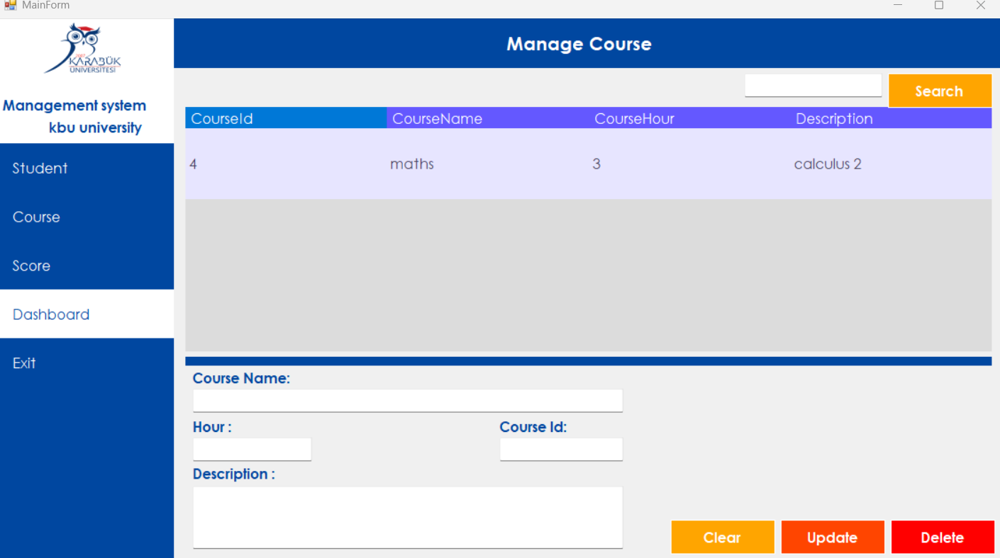 MainForm
2007
KARABÜK
ÜNİVERSİTESİ
Management system
kbu university
Student
Course
Score
Dashboard
Exit
Manage Course
Search
CourseId CourseName CourseHour Description
4 maths 3 calculus 2
Course Name:
Hour : Course Id:
Description :
Clear Update Delete